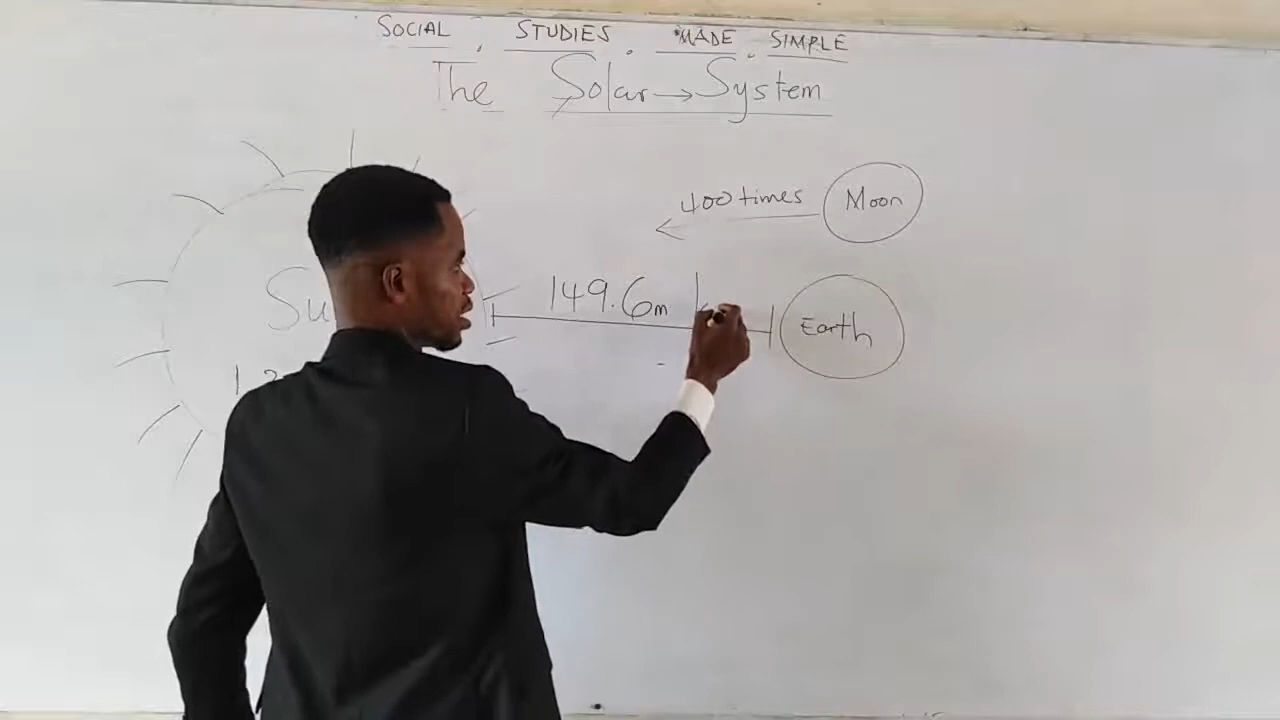 SOCIAL . STUDIES . MADE . SIMPLE
The Solar → System
400 times
Moon
149.6m
Earth